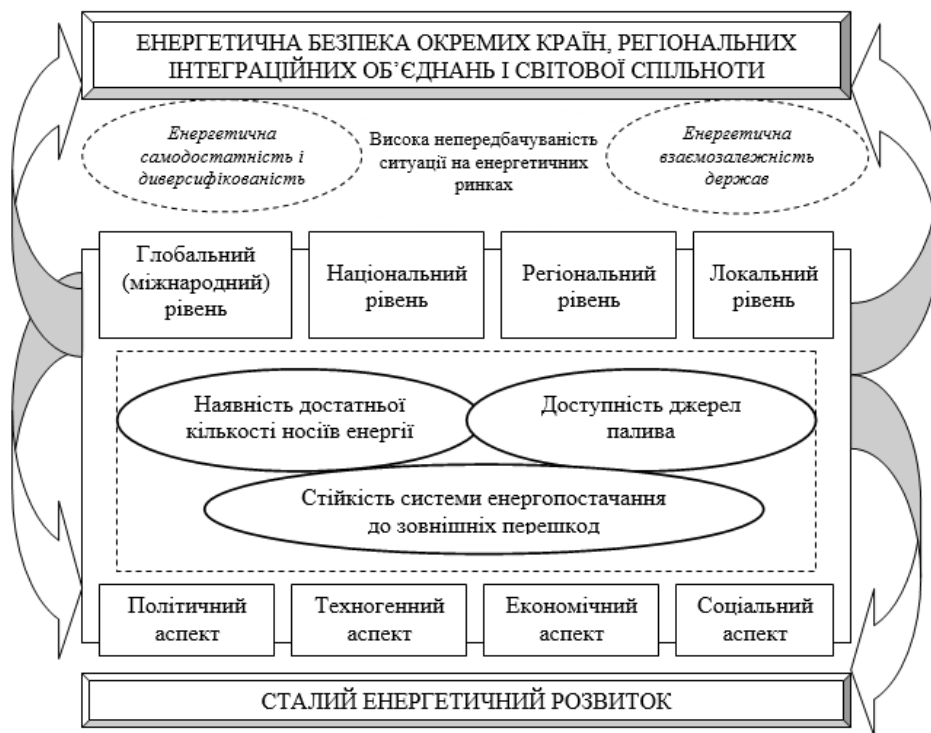 ЕНЕРГЕТИЧНА БЕЗПЕКА ОКРЕМИХ КРАЇН, РЕГІОНАЛЬНИХ
ІНТЕГРАЦІЙНИХ ОБ’ЄДНАНЬ І СВІТОВОЇ СПІЛЬНОТИ
Енергетична
самодостатність і
диверсифікованість
Висока непередбачуваність
ситуації на енергетичних
ринках
Енергетична
взаємозалежність
держав
Глобальний
(міжнародний)
рівень
Національний
рівень
Регіональний
рівень
Локальний
рівень
Наявність достатньої
кількості носіїв енергії
Доступність джерел
палива
Стійкість системи енергопостачання
до зовнішніх перешкод
Політичний
аспект
Техногенний
аспект
Економічний
аспект
Соціальний
аспект
СТАЛИЙ ЕНЕРГЕТИЧНИЙ РОЗВИТОК